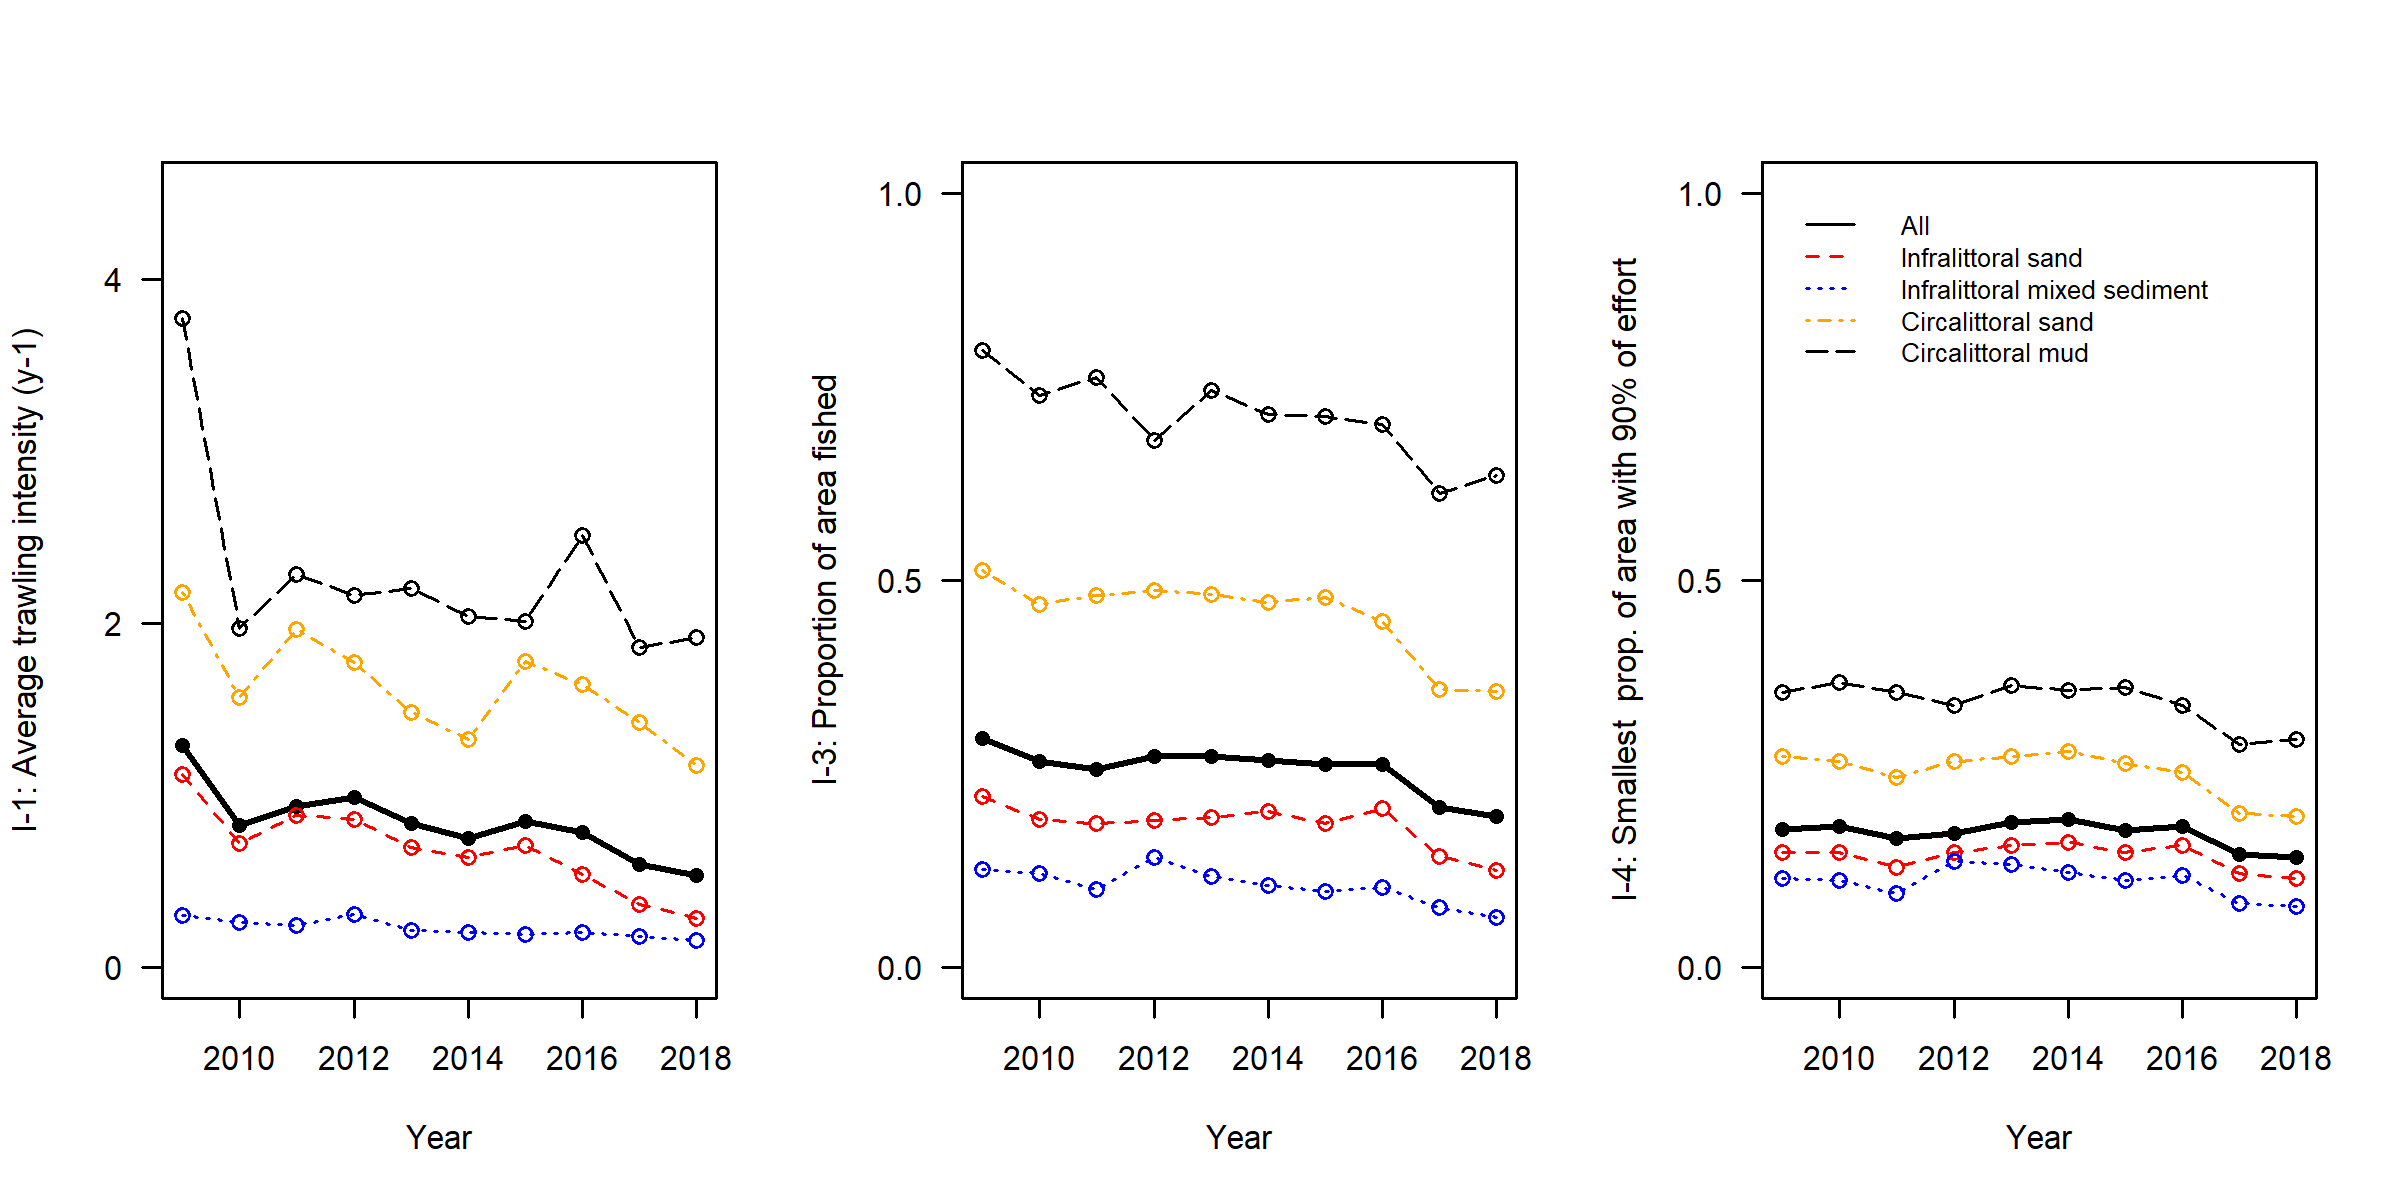 I-1: Average trawling intensity (y-1)
4
2
0
2010 2012 2014 2016 2018
Year
I-3: Proportion of area fished
1.0
0.5
0.0
2010 2012 2014 2016 2018
Year
I-4: Smallest prop. of area with 90% of effort
1.0
0.5
0.0
All
Infralittoral sand
Infralittoral mixed sediment
Circalittoral sand
Circalittoral mud
2010 2012 2014 2016 2018
Year